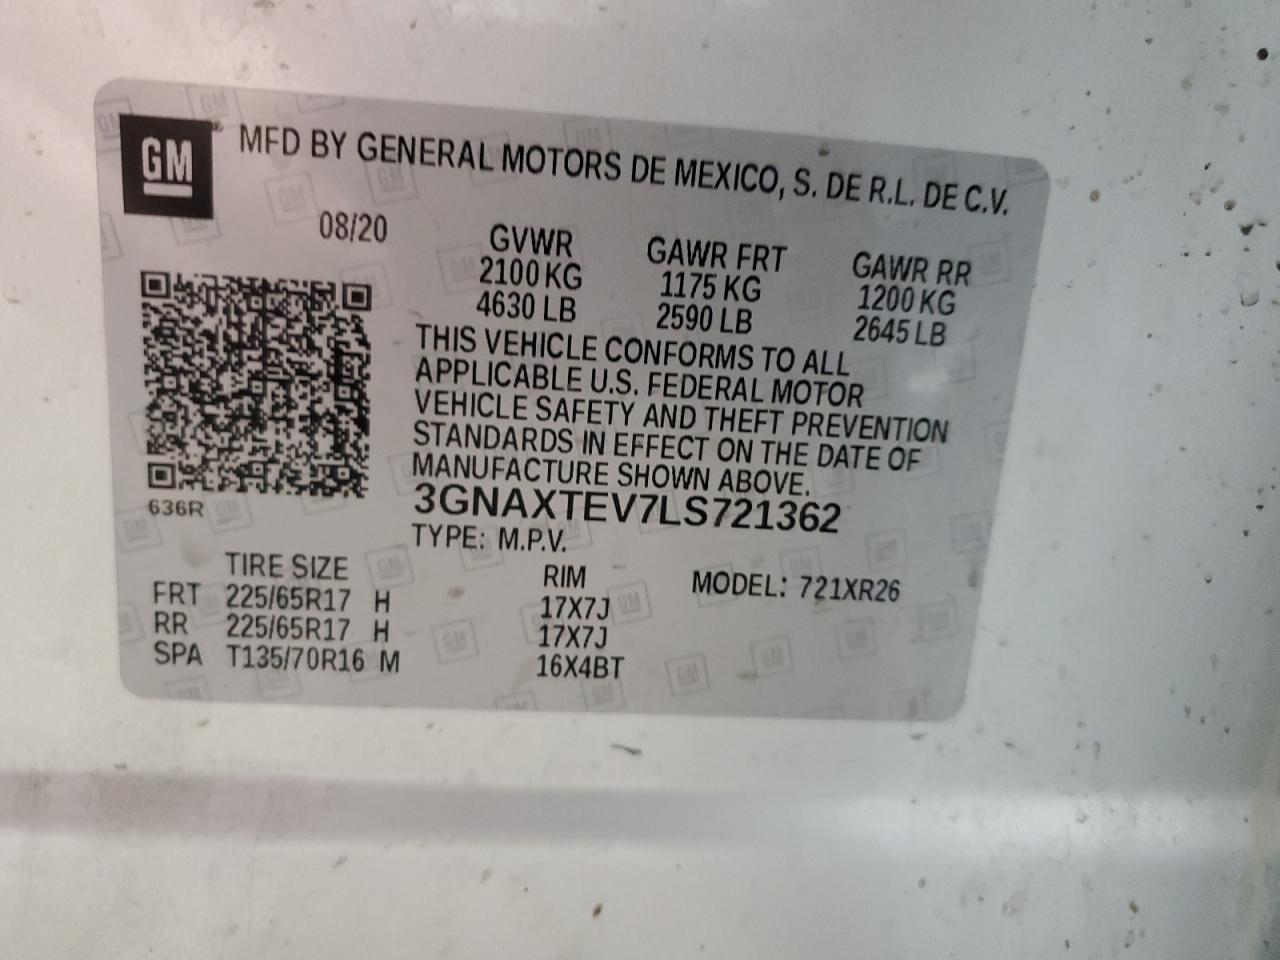 GM
MFD BY GENERAL MOTORS DE MEXICO, S. DE R.L. DE C.V.
08/20
GVWR GAWR FRT GAWR RR
2100 KG 1175 KG 1200 KG
4630 LB 2590 LB 2645 LB
THIS VEHICLE CONFORMS TO ALL
APPLICABLE U.S. FEDERAL MOTOR
VEHICLE SAFETY AND THEFT PREVENTION
STANDARDS IN EFFECT ON THE DATE OF
MANUFACTURE SHOWN ABOVE.
3GNAXTEV7LS721362
636R
TYPE: M.P.V.
TIRE SIZE RIM MODEL: 721XR26
FRT 225/65R17 H 17X7J
RR 225/65R17 H 17X7J
SPA T135/70R16 M 16X4BT